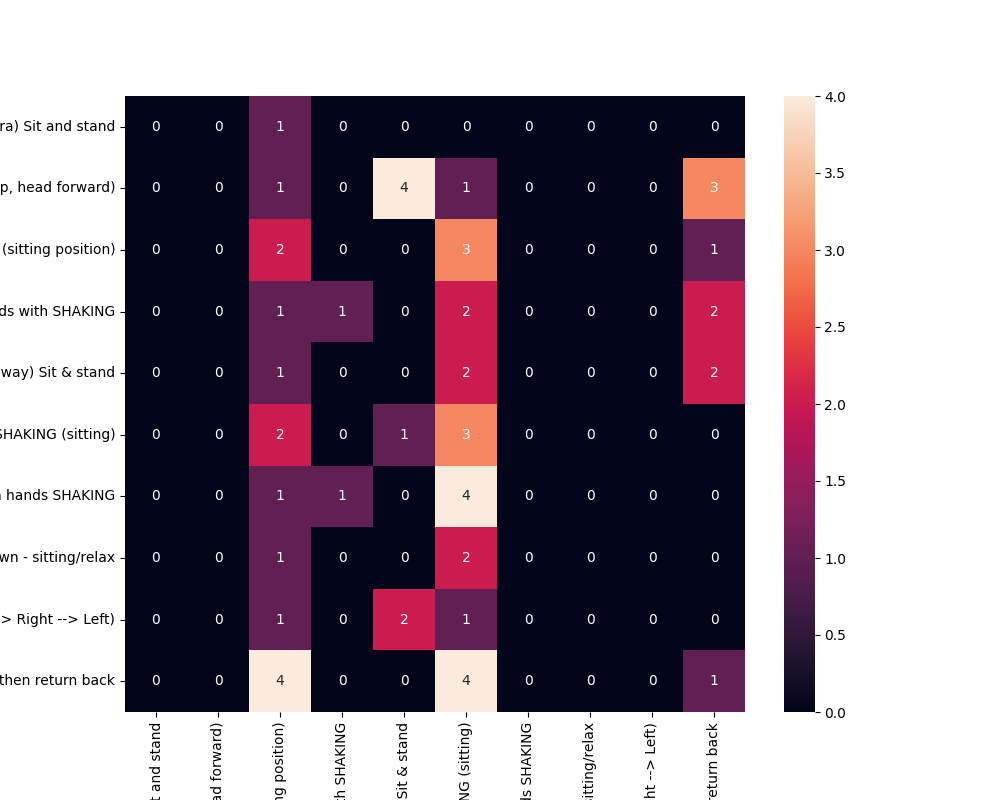 ra) Sit and stand 0 0 1 0 0 0 0 0 0 0
p, head forward) 0 0 1 0 4 1 0 0 0 3
(sitting position) 0 0 2 0 0 3 0 0 0 1
ds with SHAKING 0 0 1 1 0 2 0 0 0 2
way) Sit & stand 0 0 1 0 0 2 0 0 0 2
SHAKING (sitting) 0 0 2 0 1 3 0 0 0 0
hands SHAKING 0 0 1 1 0 4 0 0 0 0
wn - sitting/relax 0 0 1 0 0 2 0 0 0 0
> Right --> Left) 0 0 1 0 2 1 0 0 0 0
then return back 0 0 4 0 0 4 0 0 0 1
t and stand
ad forward)
ng position)
th SHAKING
Sit & stand
NG (sitting)
ds SHAKING
sitting/relax
ht --> Left)
return back
4.0
3.5
3.0
2.5
2.0
1.5
1.0
0.5
0.0